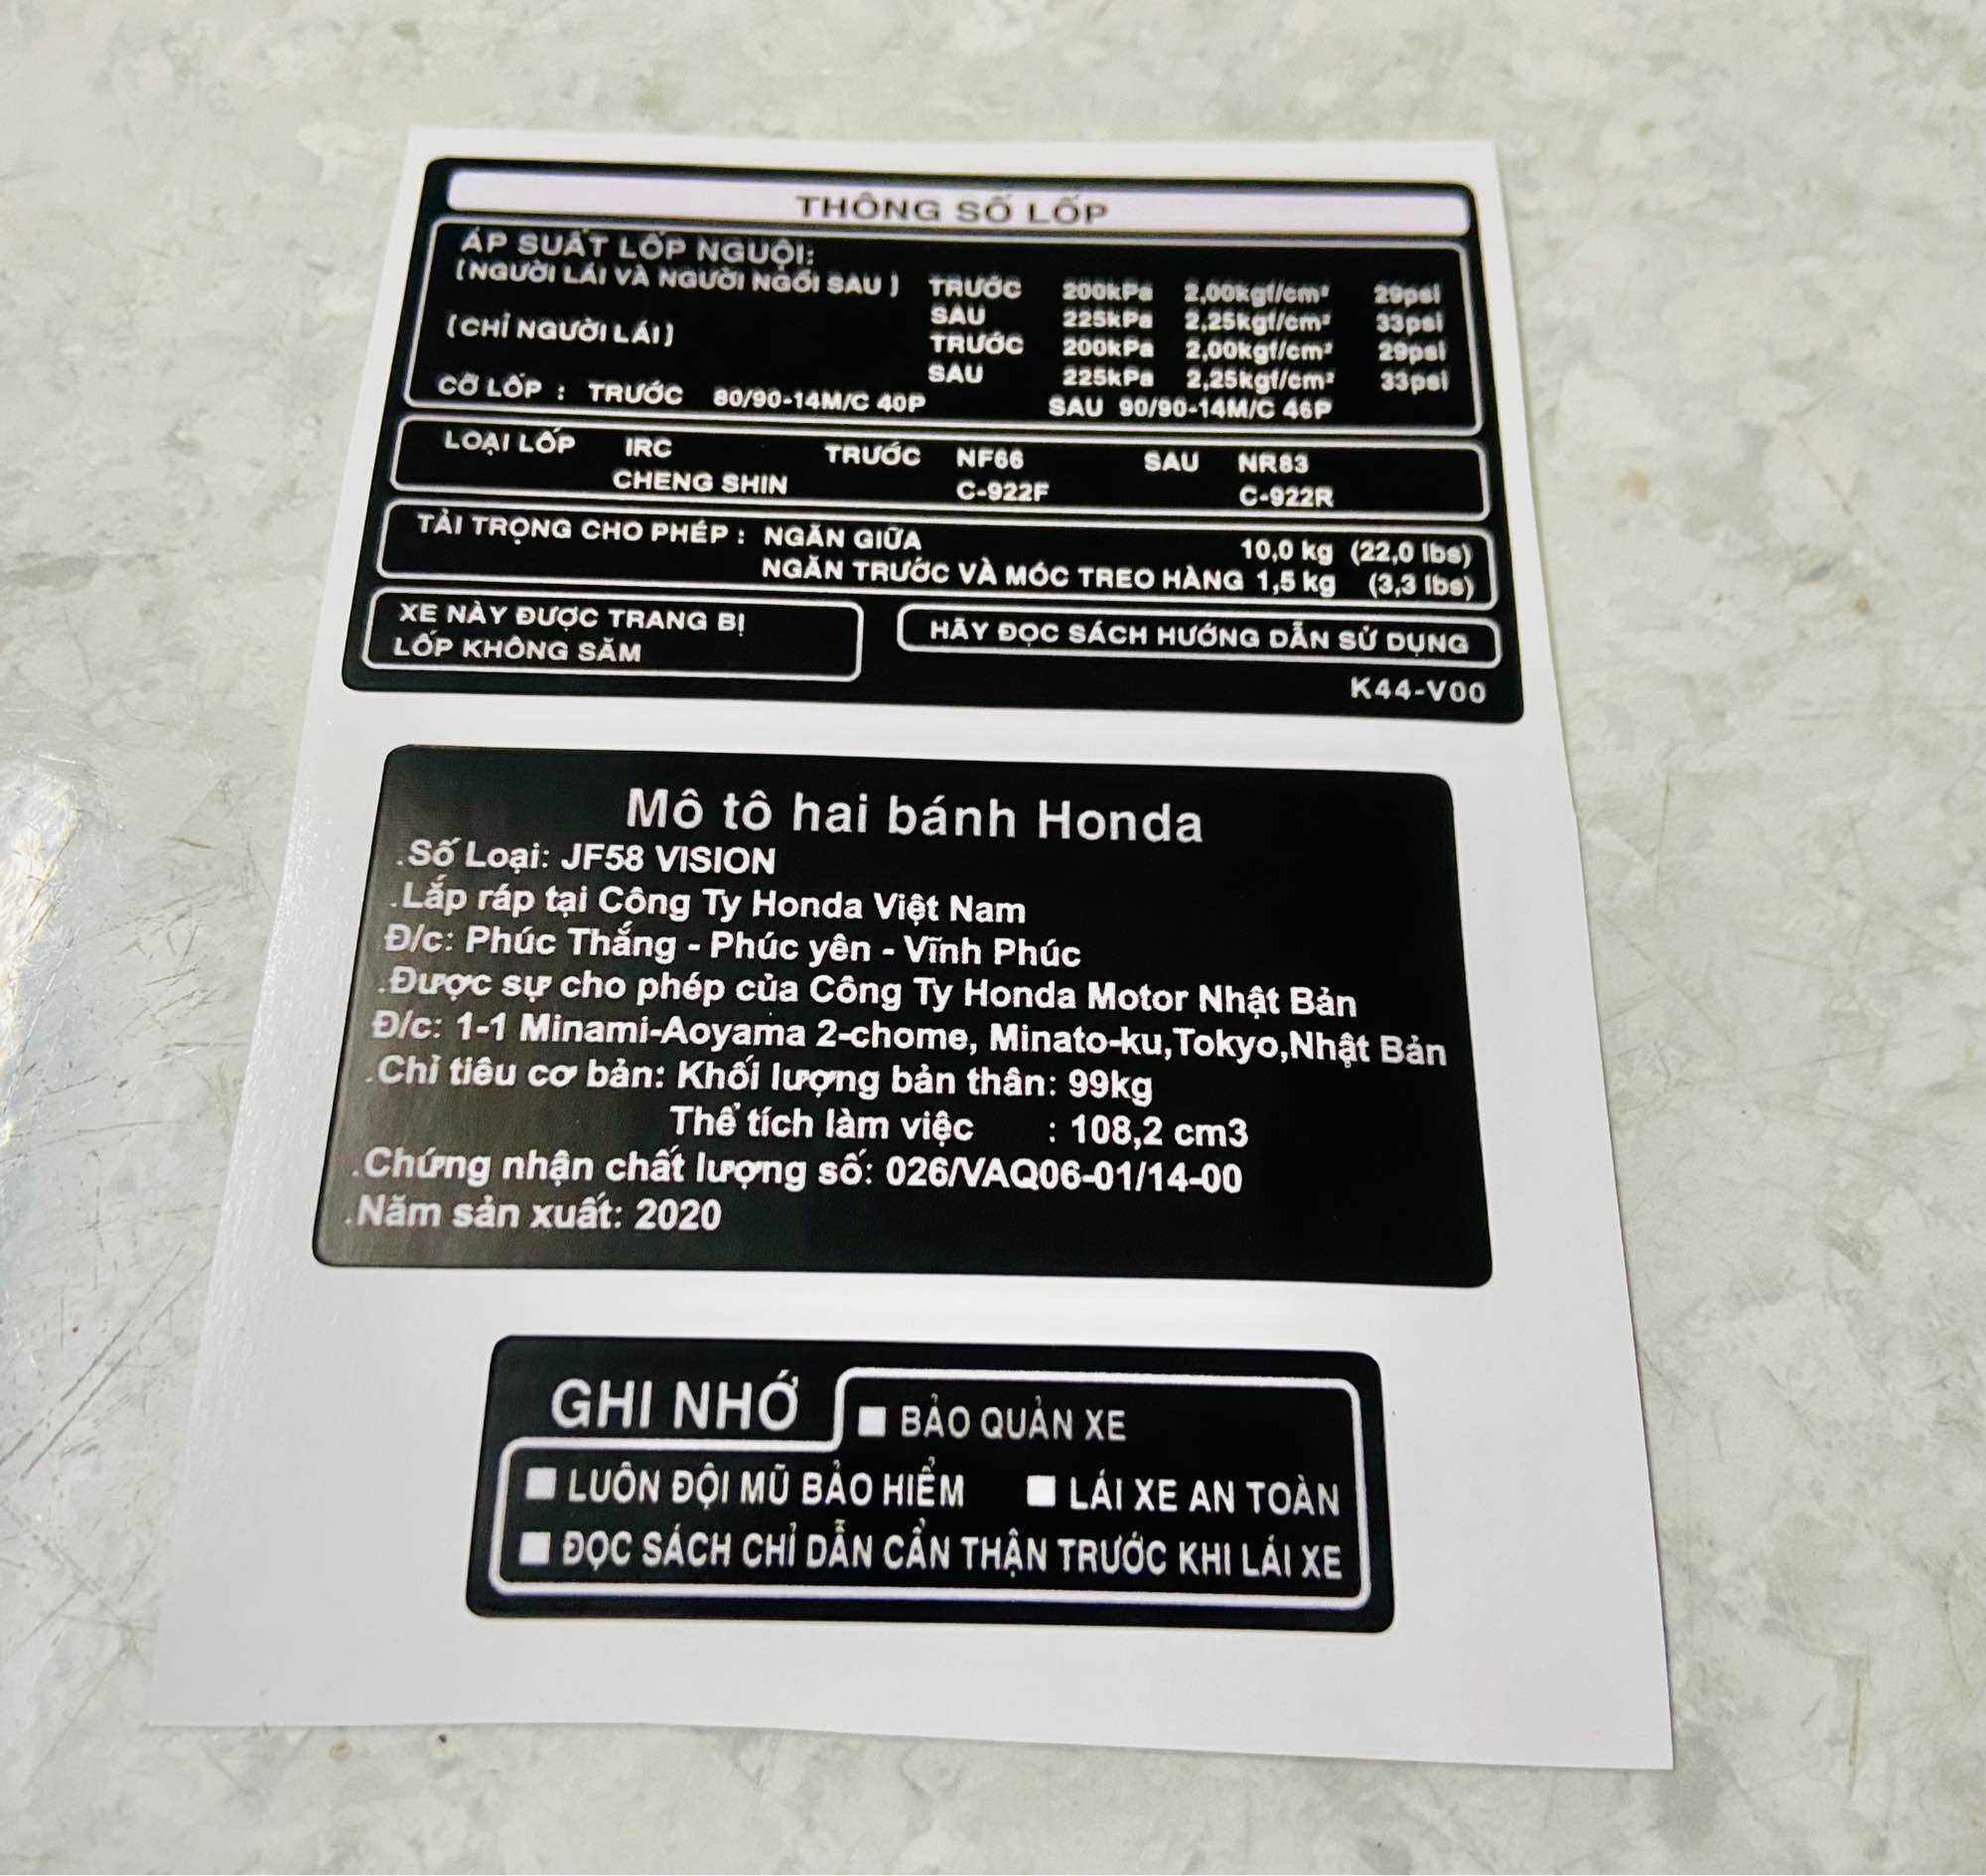 THÔNG SỐ LỐP
ÁP SUẤT LỐP NGUỘI:
(NGƯỜI LÁI VÀ NGƯỜI NGỒI SAU ) TRƯỚC 200kPa 2,00kgf/cm² 29psi
SAU 225kPa 2,25kgf/cm² 33psi
(CHỈ NGƯỜI LÁI) TRƯỚC 200kPa 2,00kgf/cm² 29psi
SAU 225kPa 2,25kgf/cm² 33psi
CỠ LỐP : TRƯỚC 80/90-14M/C 40P SAU 90/90-14M/C 46P
LOẠI LỐP IRC TRƯỚC NF66 SAU NR83
CHENG SHIN C-922F C-922R
TẢI TRỌNG CHO PHÉP : NGĂN GIỮA 10,0 kg (22,0 lbs)
NGĂN TRƯỚC VÀ MÓC TREO HÀNG 1,5 kg (3,3 lbs)
XE NÀY ĐƯỢC TRANG BỊ
LỐP KHÔNG SĂM
HÃY ĐỌC SÁCH HƯỚNG DẪN SỬ DỤNG
K44-V00
Mô tô hai bánh Honda
.Số Loại: JF58 VISION
.Lắp ráp tại Công Ty Honda Việt Nam
Đ/c: Phúc Thắng - Phúc yên - Vĩnh Phúc
.Được sự cho phép của Công Ty Honda Motor Nhật Bản
Đ/c: 1-1 Minami-Aoyama 2-chome, Minato-ku,Tokyo,Nhật Bản
.Chỉ tiêu cơ bản: Khối lượng bản thân: 99kg
Thể tích làm việc : 108,2 cm3
.Chứng nhận chất lượng số: 026/VAQ06-01/14-00
.Năm sản xuất: 2020
GHI NHỚ
■ BẢO QUẢN XE
■ LUÔN ĐỘI MŨ BẢO HIỂM ■ LÁI XE AN TOÀN
■ ĐỌC SÁCH CHỈ DẪN CẨN THẬN TRƯỚC KHI LÁI XE